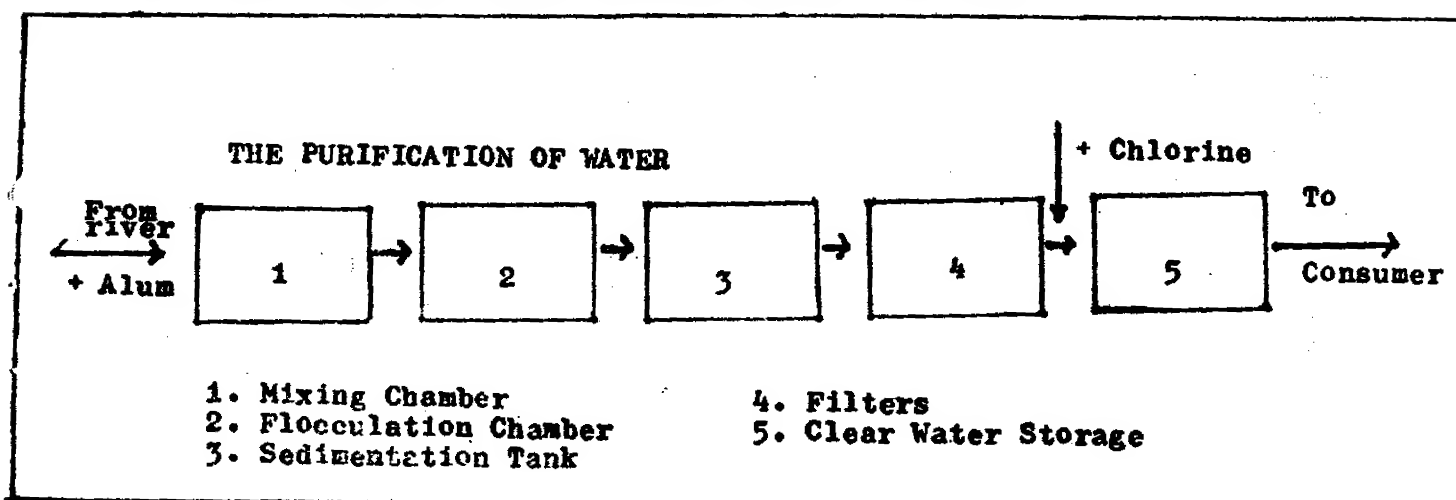 THE PURIFICATION OF WATER
+ Chlorine
From
river
+ Alum
1
2
3
4
5
To
Consumer
1. Mixing Chamber
2. Flocculation Chamber
3. Sedimentation Tank
4. Filters
5. Clear Water Storage